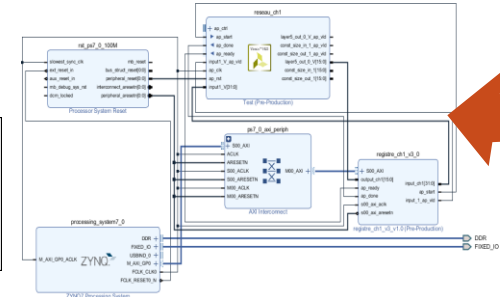 rst_ps7_0_100M
slowest_sync_clk
ext_reset_in
aux_reset_in
mb_debug_sys_rst
dcm_locked
mb_reset
bus_struct_reset[0:0]
peripheral_reset[0:0]
interconnect_aresetn[0:0]
peripheral_aresetn[0:0]
Processor System Reset
reseau_ch1
ap_ctrl
ap_start
ap_done
ap_ready
input1_V_ap_vld
ap_clk
ap_rst
input1_V[31:0]
layer5_out_0_V_ap_vld
const_size_in_1_ap_vld
const_size_out_1_ap_vld
layer5_out_0_V[15:0]
const_size_in_1[15:0]
const_size_out_1[15:0]
Test (Pre-Production)
ps7_0_axi_periph
S00_AXI
ACLK
ARESETN
S00_ACLK
S00_ARESETN
M00_ACLK
M00_ARESETN
M00_AXI
AXI Interconnect
registre_ch1_v3_0
S00_AXI
output_ch1[15:0]
ap_ready
ap_done
s00_axi_aclk
s00_axi_aresetn
input_ch1[31:0]
ap_start
input_1_ap_vld
registre_ch1_v3_v1.0 (Pre-Production)
processing_system7_0
M_AXI_GP0_ACLK
ZYNQ
DDR
FIXED_IO
USBIND_0
M_AXI_GP0
FCLK_CLK0
FCLK_RESET0_N
ZYNQ7 Processing System
DDR
FIXED_IO